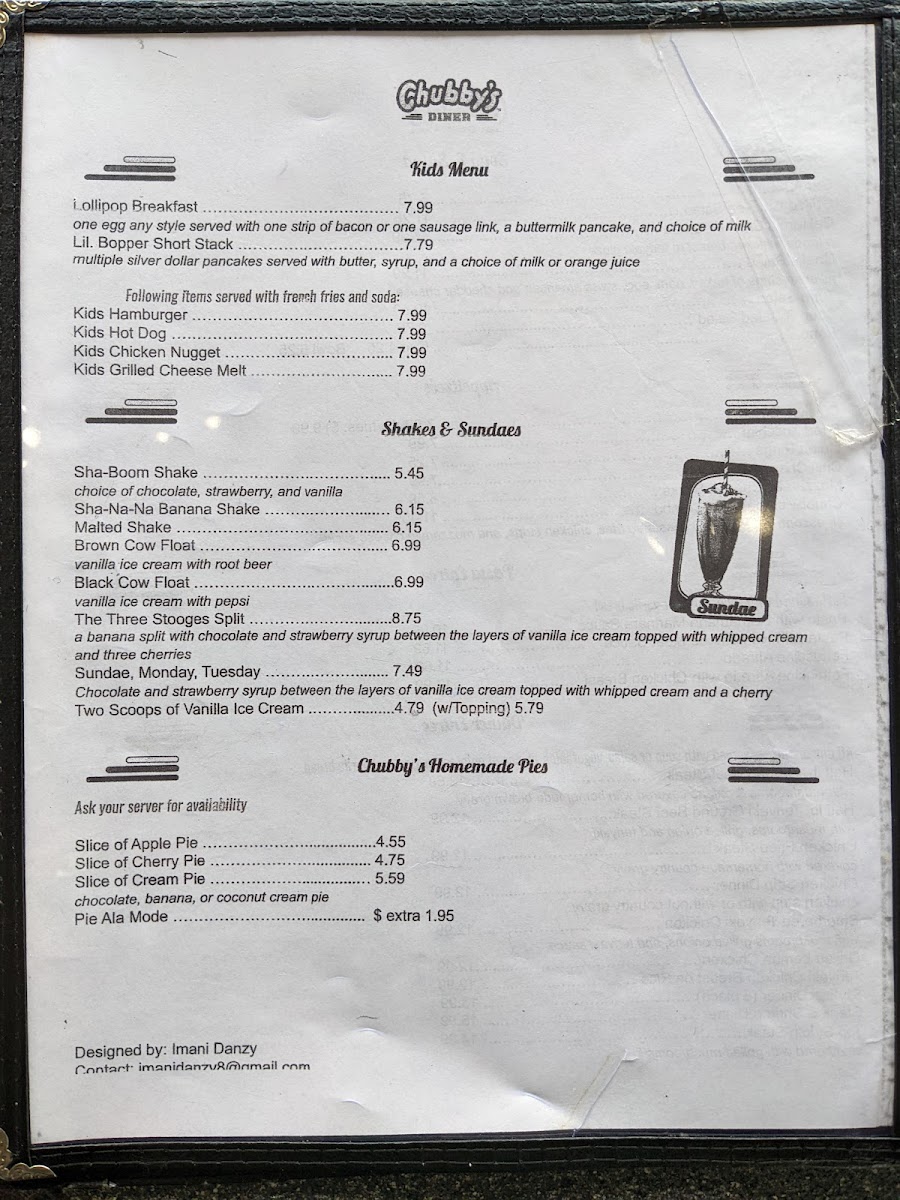 Chubby's
DINER
Kids Menu
Lollipop Breakfast ..................................... 7.99
one egg any style served with one strip of bacon or one sausage link, a buttermilk pancake, and choice of milk
Lil. Bopper Short Stack ...............................7.79
multiple silver dollar pancakes served with butter, syrup, and a choice of milk or orange juice
Following items served with french fries and soda:
Kids Hamburger ...................................... 7.99
Kids Hot Dog .......................................... 7.99
Kids Chicken Nugget ................................ 7.99
Kids Grilled Cheese Melt ........................... 7.99
Shakes & Sundaes
Sha-Boom Shake ................................... 5.45
choice of chocolate, strawberry, and vanilla
Sha-Na-Na Banana Shake ........................ 6.15
Malted Shake ........................................ 6.15
Brown Cow Float .................................... 6.99
vanilla ice cream with root beer
Black Cow Float ......................................6.99
vanilla ice cream with pepsi
The Three Stooges Split ...........................8.75
a banana split with chocolate and strawberry syrup between the layers of vanilla ice cream topped with whipped cream
and three cherries
Sundae, Monday, Tuesday ....................... 7.49
Chocolate and strawberry syrup between the layers of vanilla ice cream topped with whipped cream and a cherry
Two Scoops of Vanilla Ice Cream ................4.79 (w/Topping) 5.79
Sundae
Chubby's Homemade Pies
Ask your server for availability
Slice of Apple Pie .................................4.55
Slice of Cherry Pie ............................... 4.75
Slice of Cream Pie .............................. 5.59
chocolate, banana, or coconut cream pie
Pie Ala Mode .................................... $ extra 1.95
Designed by: Imani Danzy
Contact: imanidanzy8@gmail.com